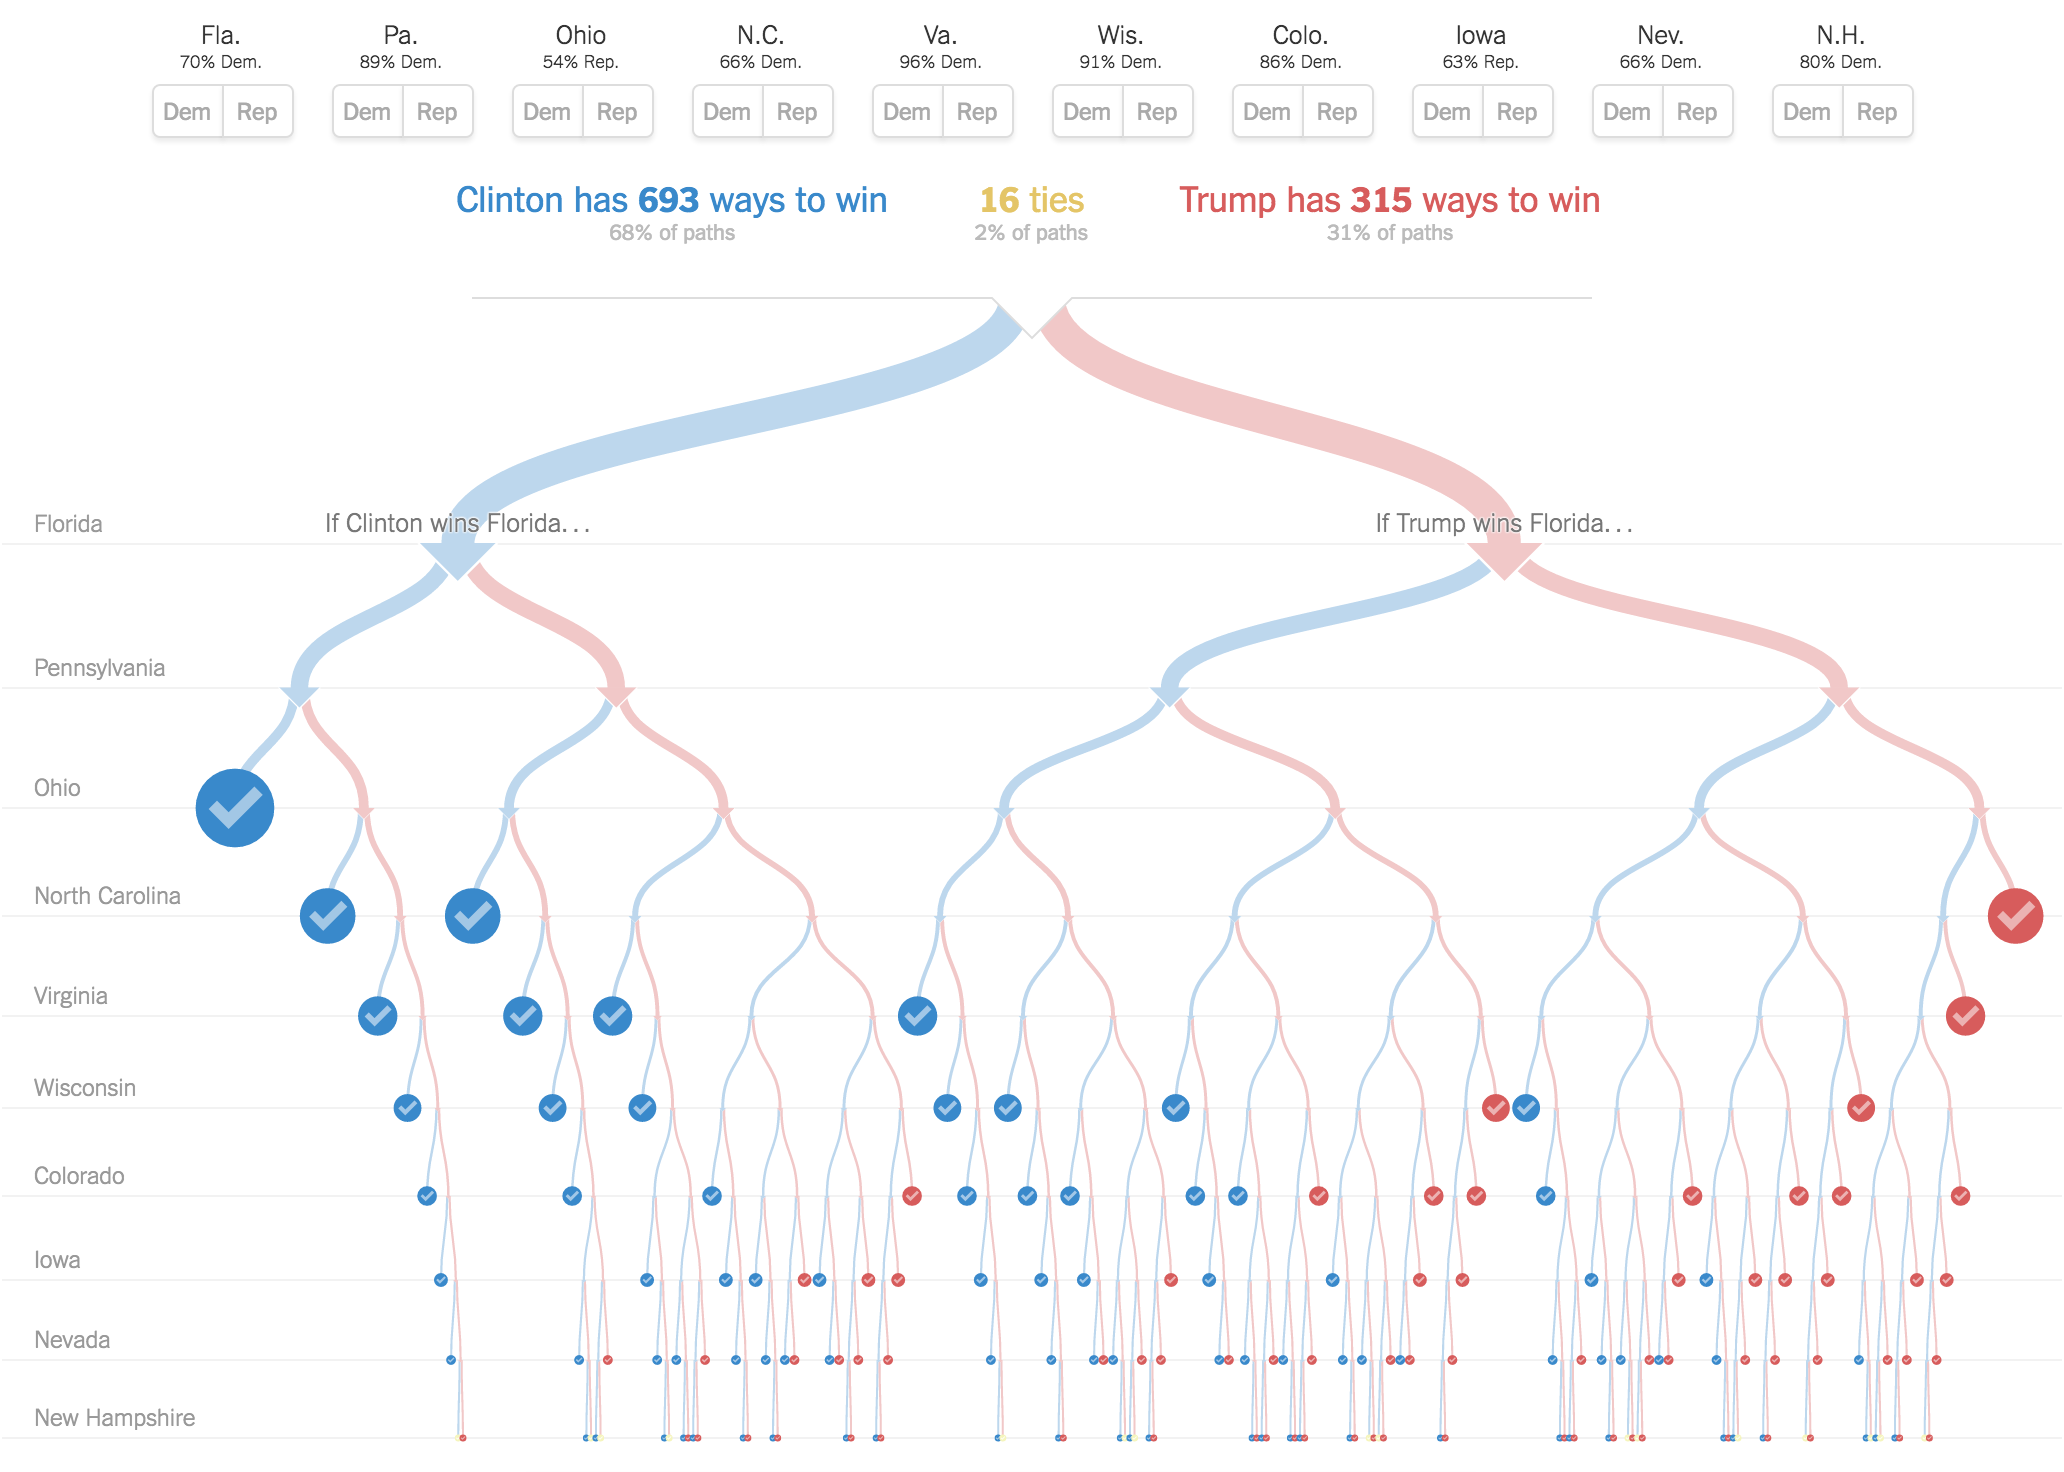 Fla. Pa. Ohio N.C. Va. Wis. Colo. Iowa Nev. N.H.
70% Dem. 89% Dem. 54% Rep. 66% Dem. 96% Dem. 91% Dem. 86% Dem. 63% Rep. 66% Dem. 80% Dem.
Dem Rep Dem Rep Dem Rep Dem Rep Dem Rep Dem Rep Dem Rep Dem Rep Dem Rep Dem Rep
Clinton has 693 ways to win 16 ties Trump has 315 ways to win
68% of paths 2% of paths 31% of paths
Florida If Clinton wins Florida... If Trump wins Florida...
Pennsylvania
Ohio
North Carolina
Virginia
Wisconsin
Colorado
Iowa
Nevada
New Hampshire